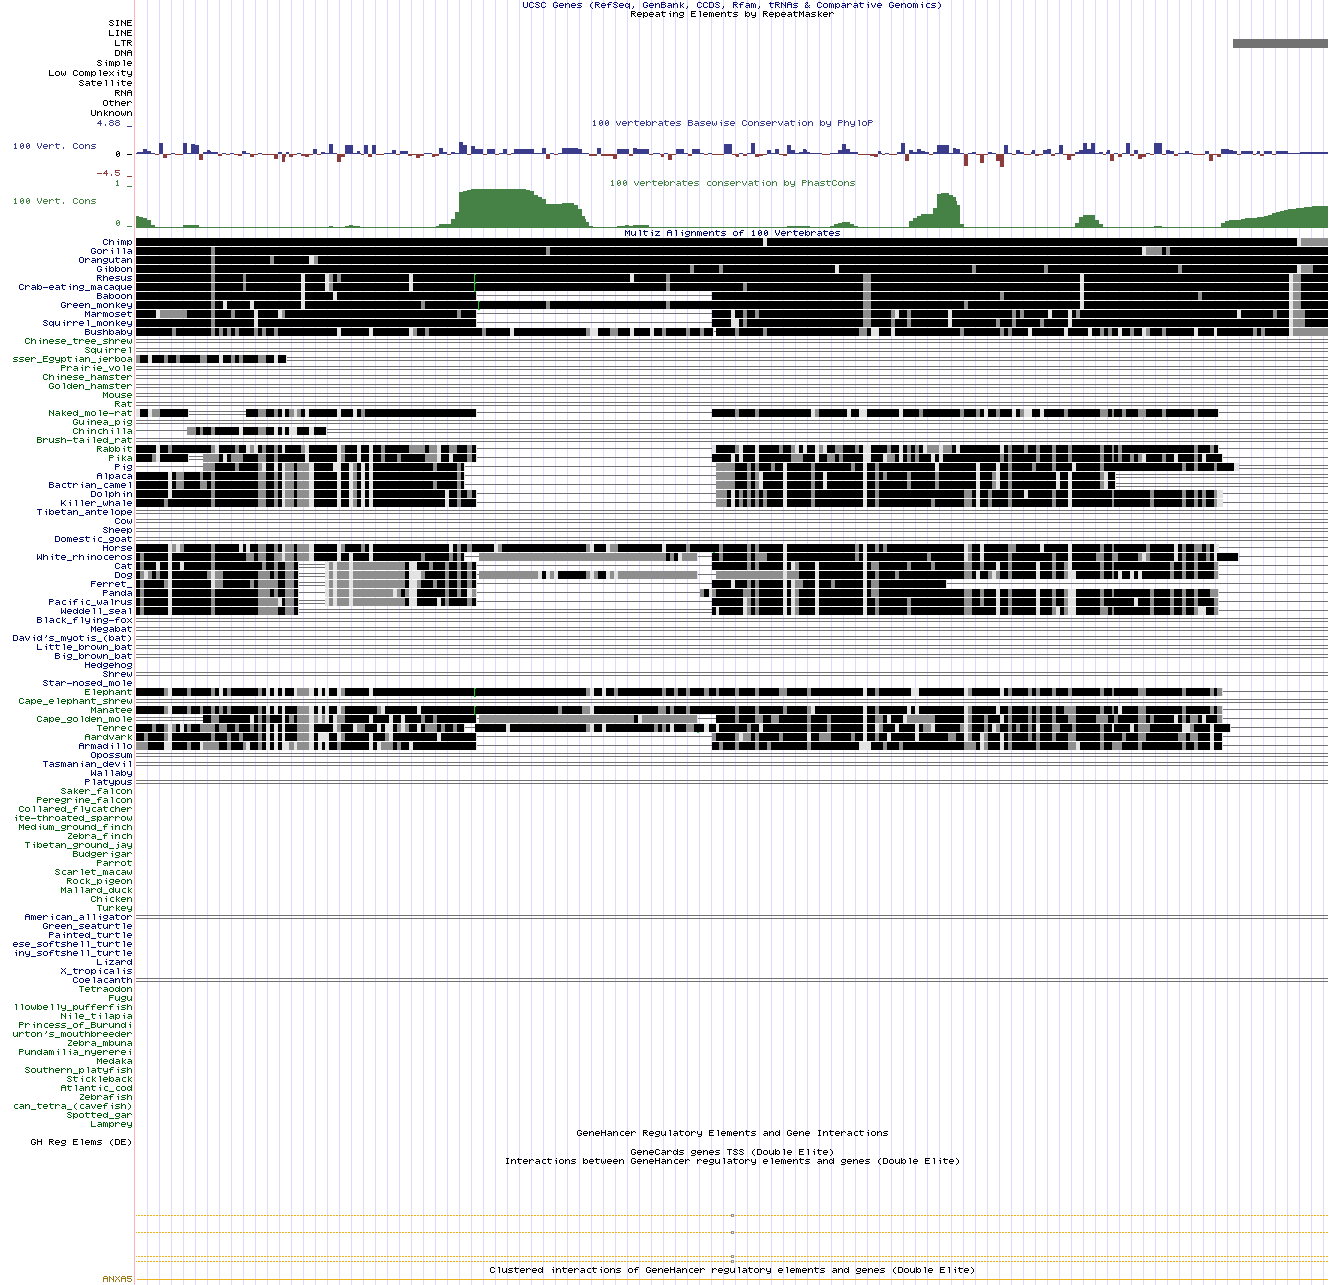 UCSC Genes (RefSeq, GenBank, CCDS, Rfam, tRNAs & Comparative Genomics)
Repeating Elements by RepeatMasker
SINE
LINE
LTR
DNA
Simple
Low Complexity
Satellite
RNA
Other
Unknown
4.88 _
100 vertebrates Basewise Conservation by PhyloP
100 Vert. Cons
0 _
-4.5 _
100 vertebrates conservation by PhastCons
1 _
100 Vert. Cons
0 _
Multiz Alignments of 100 Vertebrates
Chimp
Gorilla
Orangutan
Gibbon
Rhesus
Crab-eating_macaque
Baboon
Green_monkey
Marmoset
Squirrel_monkey
Bushbaby
Chinese_tree_shrew
Squirrel
sser_Egyptian_jerboa
Prairie_vole
Chinese_hamster
Golden_hamster
Mouse
Rat
Naked_mole-rat
Guinea_pig
Chinchilla
Brush-tailed_rat
Rabbit
Pika
Pig
Alpaca
Bactrian_camel
Dolphin
Killer_whale
Tibetan_antelope
Cow
Sheep
Domestic_goat
Horse
White_rhinoceros
Cat
Dog
Ferret_
Panda
Pacific_walrus
Weddell_seal
Black_flying-fox
Megabat
David's_myotis_(bat)
Little_brown_bat
Big_brown_bat
Hedgehog
Shrew
Star-nosed_mole
Elephant
Cape_elephant_shrew
Manatee
Cape_golden_mole
Tenrec
Aardvark
Armadillo
Opossum
Tasmanian_devil
Wallaby
Platypus
Saker_falcon
Peregrine_falcon
Collared_flycatcher
ite-throated_sparrow
Medium_ground_finch
Zebra_finch
Tibetan_ground_jay
Budgerigar
Parrot
Scarlet_macaw
Rock_pigeon
Mallard_duck
Chicken
Turkey
American_alligator
Green_seaturtle
Painted_turtle
ese_softshell_turtle
iny_softshell_turtle
Lizard
X_tropicalis
Coelacanth
Tetraodon
Fugu
llowbelly_pufferfish
Nile_tilapia
Princess_of_Burundi
urton's_mouthbreeder
Zebra_mbuna
Pundamilia_nyererei
Medaka
Southern_platyfish
Stickleback
Atlantic_cod
Zebrafish
can_tetra_(cavefish)
Spotted_gar
Lamprey
GeneHancer Regulatory Elements and Gene Interactions
GH Reg Elems (DE)
GeneCards genes TSS (Double Elite)
Interactions between GeneHancer regulatory elements and genes (Double Elite)
Clustered interactions of GeneHancer regulatory elements and genes (Double Elite)
ANXA5